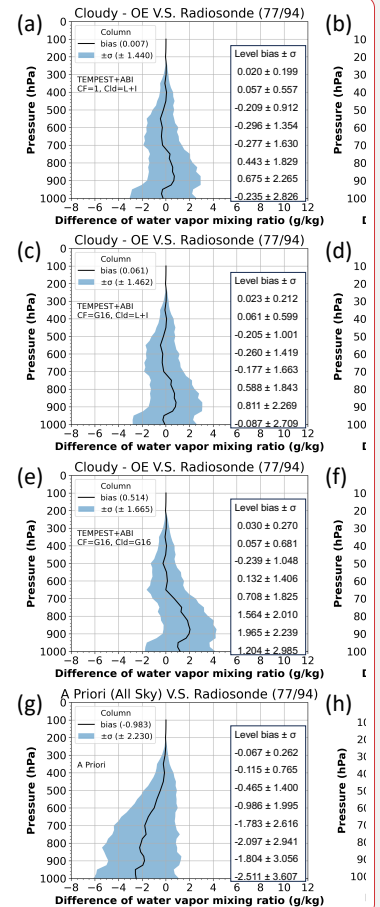 (a)
Cloudy - OE V.S. Radiosonde (77/94)
(b)
Column
bias (0.007)
±σ (± 1.440)
TEMPEST+ABI
CF=1, Cld=L+I
Level bias ± σ
0.020 ± 0.199
0.057 ± 0.557
-0.209 ± 0.912
-0.296 ± 1.354
-0.277 ± 1.630
0.443 ± 1.829
0.675 ± 2.265
-0.235 ± 2.826
Pressure (hPa)
0
100
200
300
400
500
600
700
800
900
1000
−8 −6 −4 −2 0 2 4 6 8 10 12
Difference of water vapor mixing ratio (g/kg)
Pressure (hPa)
(c)
Cloudy - OE V.S. Radiosonde (77/94)
(d)
Column
bias (0.061)
±σ (± 1.462)
TEMPEST+ABI
CF=G16, Cld=L+I
Level bias ± σ
0.023 ± 0.212
0.061 ± 0.599
-0.205 ± 1.001
-0.260 ± 1.419
-0.177 ± 1.663
0.588 ± 1.843
0.811 ± 2.269
-0.087 ± 2.709
Pressure (hPa)
0
100
200
300
400
500
600
700
800
900
1000
−8 −6 −4 −2 0 2 4 6 8 10 12
Difference of water vapor mixing ratio (g/kg)
Pressure (hPa)
(e)
Cloudy - OE V.S. Radiosonde (77/94)
(f)
Column
bias (0.514)
±σ (± 1.665)
TEMPEST+ABI
CF=G16, Cld=G16
Level bias ± σ
0.030 ± 0.270
0.057 ± 0.681
-0.239 ± 1.048
0.132 ± 1.406
0.708 ± 1.825
1.564 ± 2.010
1.965 ± 2.239
1.204 ± 2.985
Pressure (hPa)
0
100
200
300
400
500
600
700
800
900
1000
−8 −6 −4 −2 0 2 4 6 8 10 12
Difference of water vapor mixing ratio (g/kg)
Pressure (hPa)
(g)
A Priori (All Sky) V.S. Radiosonde (77/94)
(h)
Column
bias (-0.983)
±σ (± 2.230)
A Priori
Level bias ± σ
-0.067 ± 0.262
-0.115 ± 0.765
-0.465 ± 1.400
-0.986 ± 1.995
-1.783 ± 2.616
-2.097 ± 2.941
-1.804 ± 3.056
-2.511 ± 3.607
Pressure (hPa)
0
100
200
300
400
500
600
700
800
900
1000
−8 −6 −4 −2 0 2 4 6 8 10 12
Difference of water vapor mixing ratio (g/kg)
Pressure (hPa)